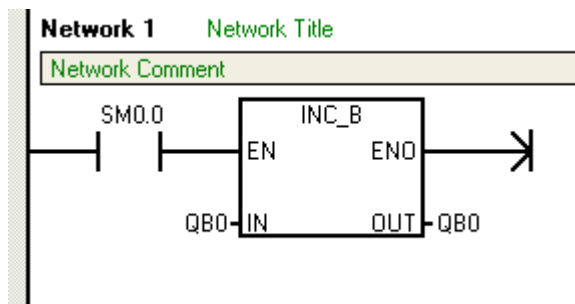 Network 1 Network Title
Network Comment
SM0.0
INC_B
EN ENO
QB0 IN OUT QB0